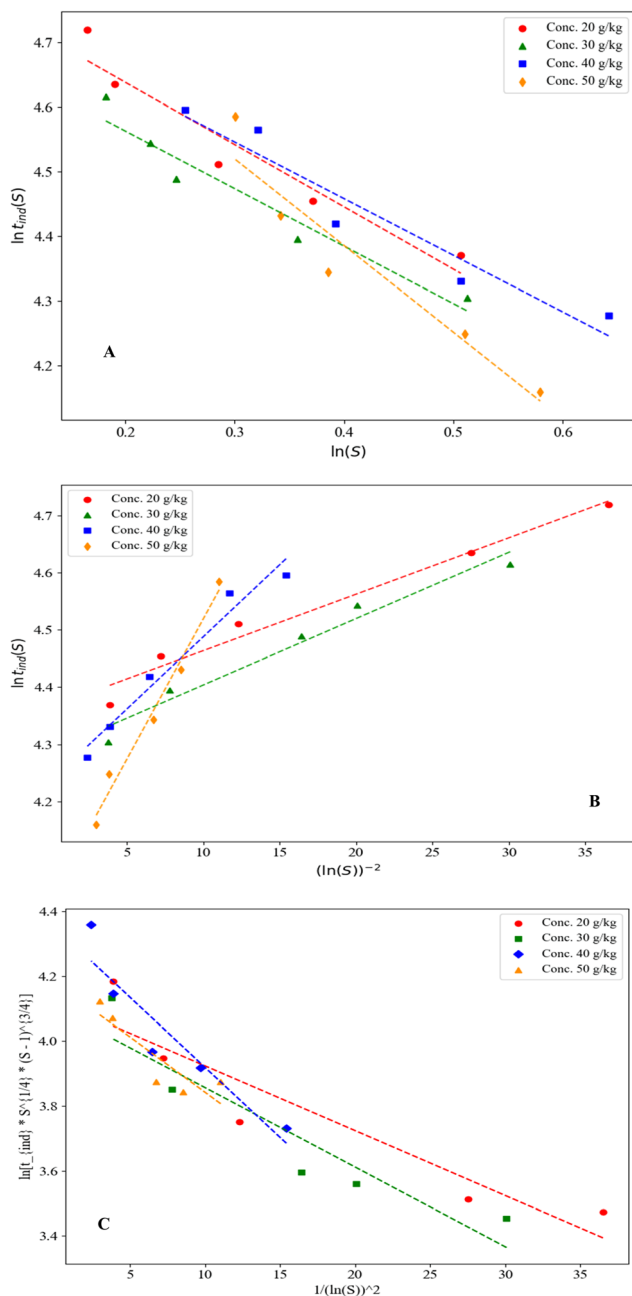 4.7
4.6
4.5
4.4
4.3
4.2
ln t_ind(S)
Conc. 20 g/kg
Conc. 30 g/kg
Conc. 40 g/kg
Conc. 50 g/kg
A
0.2 0.3 0.4 0.5 0.6
ln(S)
4.7
4.6
4.5
4.4
4.3
4.2
ln t_ind(S)
Conc. 20 g/kg
Conc. 30 g/kg
Conc. 40 g/kg
Conc. 50 g/kg
B
5 10 15 20 25 30 35
(ln(S))⁻²
4.4
4.2
4.0
3.8
3.6
3.4
ln[t_{ind} * S^{1/4} * (S - 1)^{3/4}]
Conc. 20 g/kg
Conc. 30 g/kg
Conc. 40 g/kg
Conc. 50 g/kg
C
5 10 15 20 25 30 35
1/(ln(S))^2